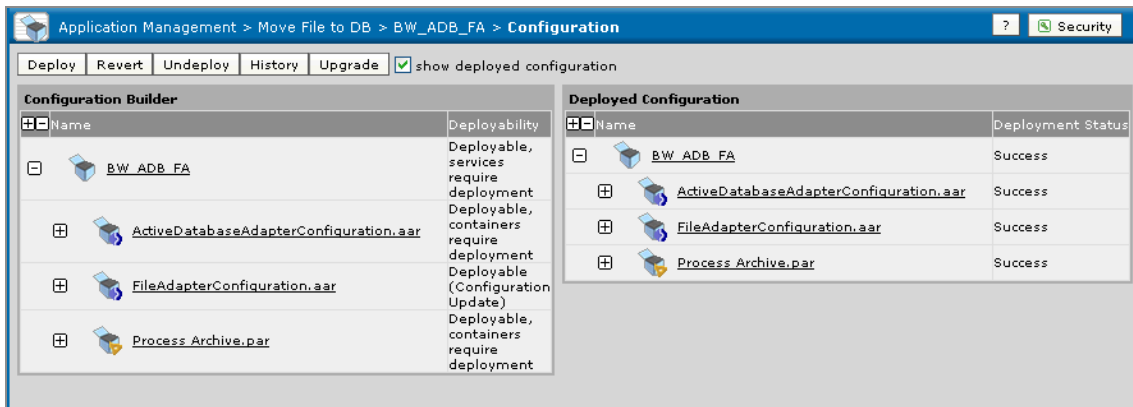 Application Management > Move File to DB > BW_ADB_FA > Configuration
? Security
Deploy Revert Undeploy History Upgrade show deployed configuration
Configuration Builder
Name Deployability
BW_ADB_FA Deployable,
services
require
deployment
ActiveDatabaseAdapterConfiguration.aar Deployable,
containers
require
deployment
FileAdapterConfiguration.aar Deployable
(Configuration
Update)
Process Archive.par Deployable,
containers
require
deployment
Deployed Configuration
Name Deployment Status
BW_ADB_FA Success
ActiveDatabaseAdapterConfiguration.aar Success
FileAdapterConfiguration.aar Success
Process Archive.par Success